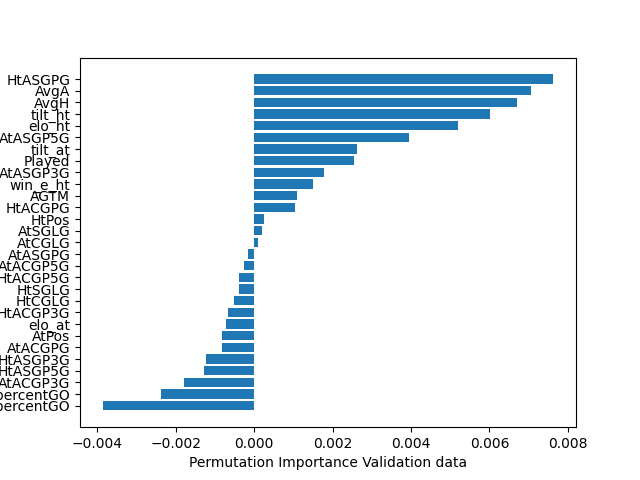 HtASGPG
AvgA
AvgH
tilt_ht
elo_ht
AtASGP5G
tilt_at
Played
AtASGP3G
win_e_ht
AGTM
HtACGPG
HtPos
AtSGLG
AtCGLG
AtASGPG
AtACGP5G
HtACGP5G
HtSGLG
HtCGLG
HtACGP3G
elo_at
AtPos
AtACGPG
HtASGP3G
HtASGP5G
AtACGP3G
percentGO
percentGO
−0.004 −0.002 0.000 0.002 0.004 0.006 0.008
Permutation Importance Validation data